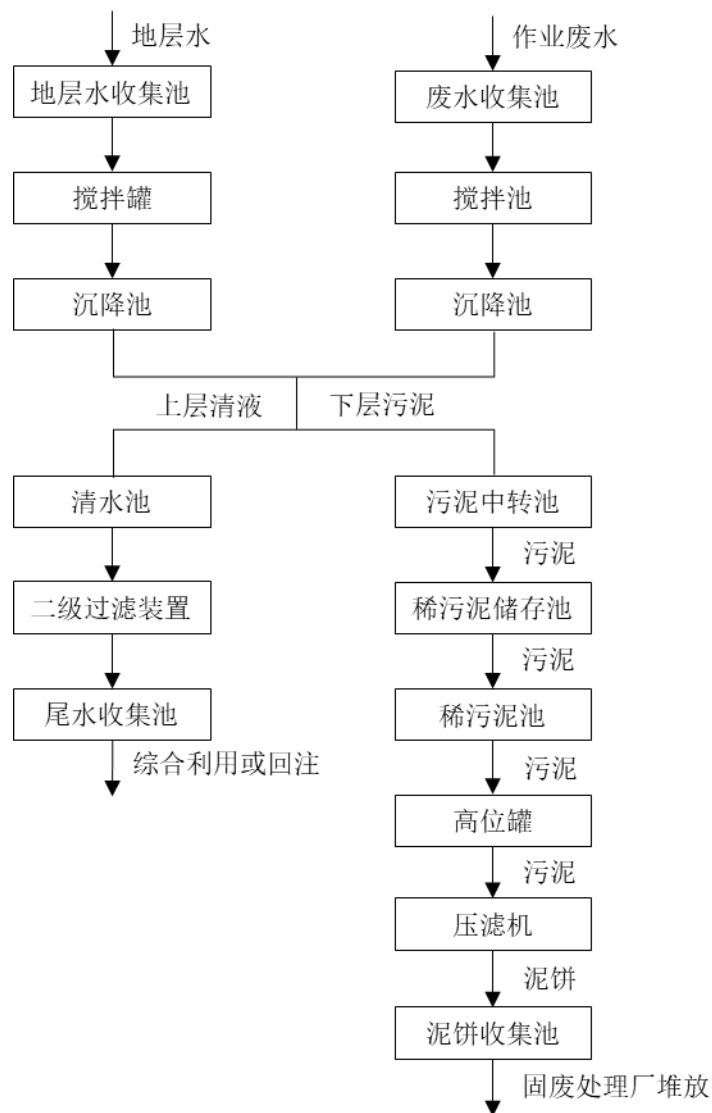 地层水
作业废水
地层水收集池
废水收集池
搅拌罐
搅拌池
沉降池
沉降池
上层清液
下层污泥
清水池
污泥中转池
污泥
二级过滤装置
稀污泥储存池
污泥
尾水收集池
稀污泥池
综合利用或回注
污泥
高位罐
污泥
压滤机
泥饼
泥饼收集池
固废处理厂堆放